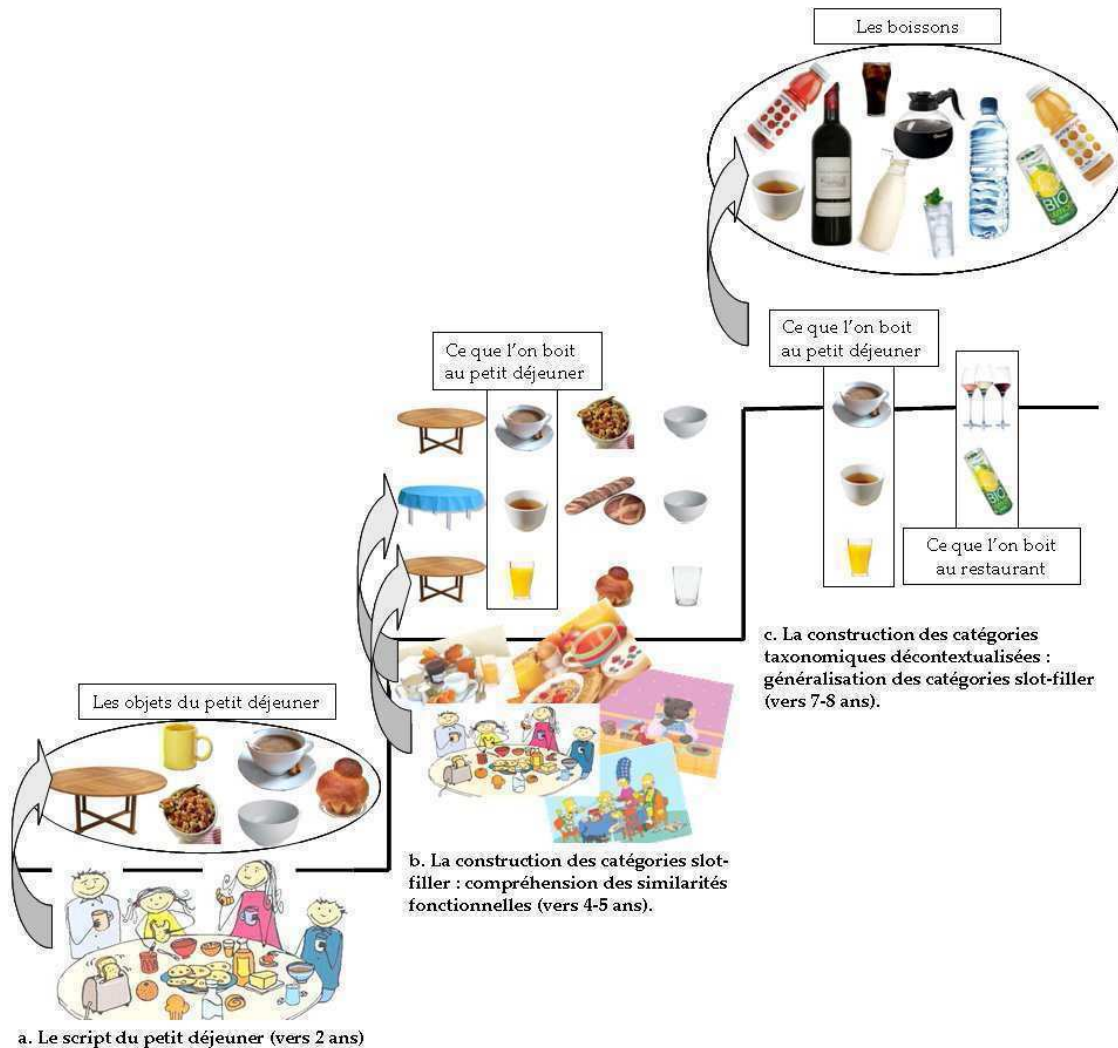 Les boissons
Ce que l'on boit
au petit déjeuner
Ce que l'on boit
au petit déjeuner
BIO
BIO
Ce que l'on boit
au restaurant
c. La construction des catégories
taxonomiques décontextualisées :
généralisation des catégories slot-filler
(vers 7-8 ans).
Les objets du petit déjeuner
b. La construction des catégories slot-
filler : compréhension des similarités
fonctionnelles (vers 4-5 ans).
a. Le script du petit déjeuner (vers 2 ans)